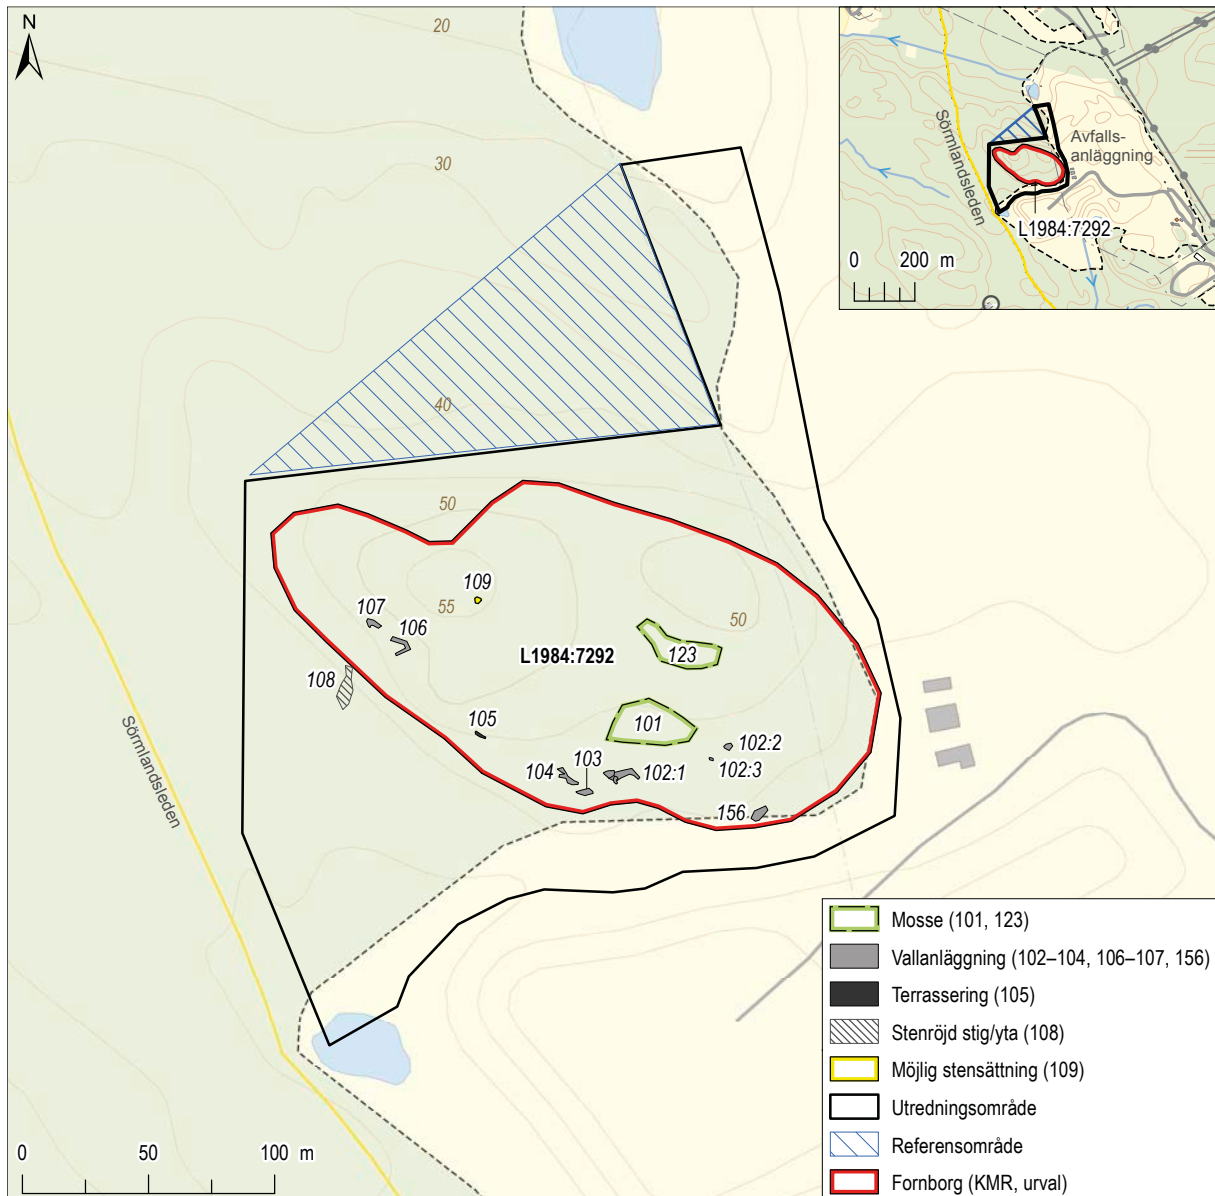 N
20
30
40
50
55
50
109
107
106
108
105
L1984:7292
123
101
103
104
102:1
102:2
102:3
156
Sörmlandsleden
0 50 100 m
Sörmlandsleden
Avfalls-
anläggning
L1984:7292
0 200 m
Mosse (101, 123)
Vallanläggning (102–104, 106–107, 156)
Terrassering (105)
Stenröjd stig/yta (108)
Möjlig stensättning (109)
Utredningsområde
Referensområde
Fornborg (KMR, urval)